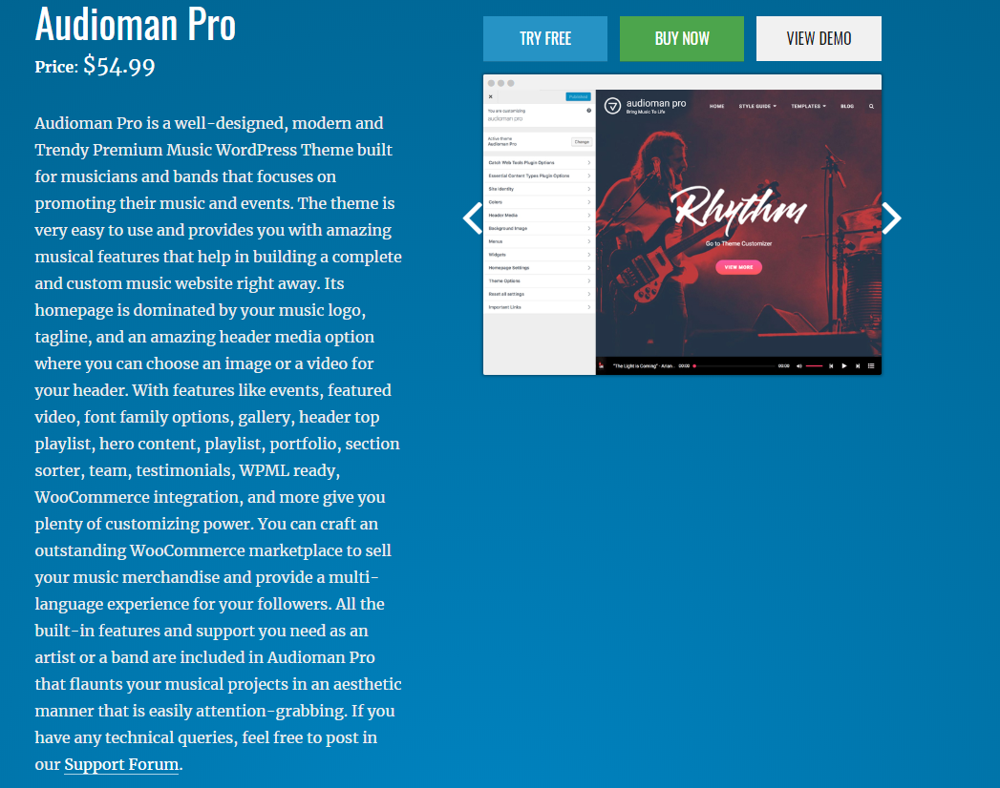 Audioman Pro
Price: $54.99
Audioman Pro is a well-designed, modern and
Trendy Premium Music WordPress Theme built
for musicians and bands that focuses on
promoting their music and events. The theme is
very easy to use and provides you with amazing
musical features that help in building a complete
and custom music website right away. Its
homepage is dominated by your music logo,
tagline, and an amazing header media option
where you can choose an image or a video for
your header. With features like events, featured
video, font family options, gallery, header top
playlist, hero content, playlist, portfolio, section
sorter, team, testimonials, WPML ready,
WooCommerce integration, and more give you
plenty of customizing power. You can craft an
outstanding WooCommerce marketplace to sell
your music merchandise and provide a multi-
language experience for your followers. All the
built-in features and support you need as an
artist or a band are included in Audioman Pro
that flaunts your musical projects in an aesthetic
manner that is easily attention-grabbing. If you
have any technical queries, feel free to post in
our Support Forum.
TRY FREE
BUY NOW
VIEW DEMO
Published
You are customizing
audioman pro
Active theme
Audioman Pro
Change
Catch Web Tools Plugin Options
Essential Content Types Plugin Options
Site Identity
Colors
Header Media
Background Image
Menus
Widgets
Homepage Settings
Theme Options
Reset all settings
Important Links
audioman pro
Bring Music To Life
HOME
STYLE GUIDE
TEMPLATES
BLOG
Rhythm
Go to Theme Customizer
VIEW MORE
"The Light is Coming" - Arian..
00:00
00:00